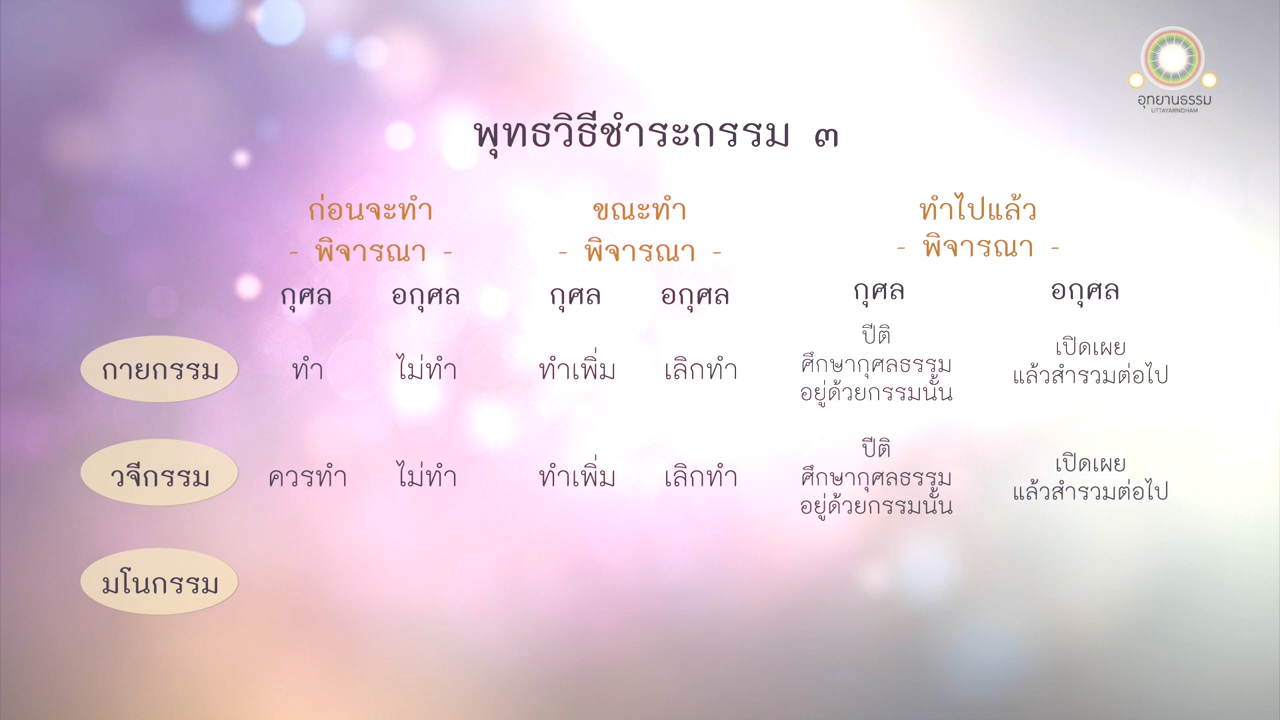 อุทยานธรรม
UTTAYARNDHAM
พุทธวิธีชำระกรรม ๓
ก่อนจะทำ ขณะทำ ทำไปแล้ว
- พิจารณา - - พิจารณา - - พิจารณา -
กุศล อกุศล กุศล อกุศล กุศล อกุศล
กายกรรม ทำ ไม่ทำ ทำเพิ่ม เลิกทำ
ปีติ
ศึกษากุศลธรรม
อยู่ด้วยกรรมนั้น
เปิดเผย
แล้วสำรวมต่อไป
วจีกรรม ควรทำ ไม่ทำ ทำเพิ่ม เลิกทำ
ปีติ
ศึกษากุศลธรรม
อยู่ด้วยกรรมนั้น
เปิดเผย
แล้วสำรวมต่อไป
มโนกรรม